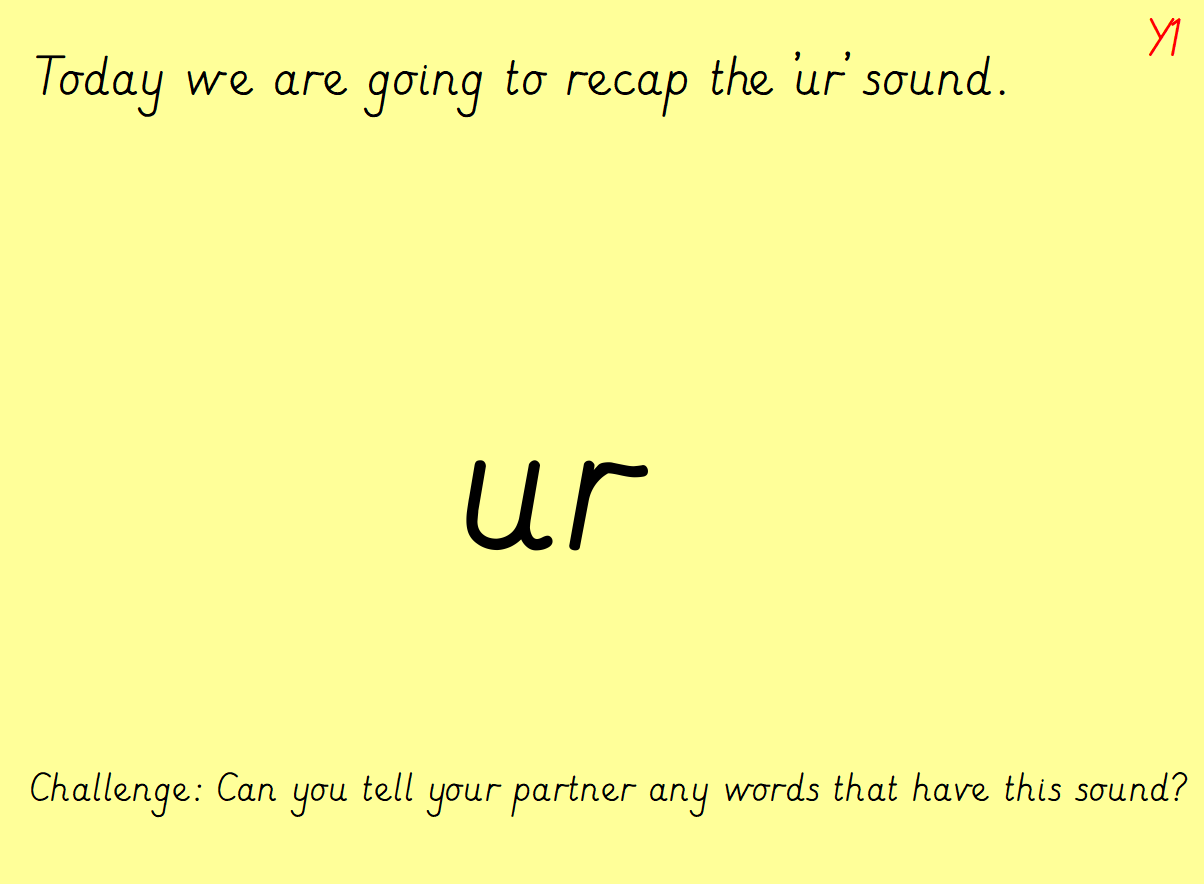 Y1
Today we are going to recap the 'ur' sound.
ur
Challenge: Can you tell your partner any words that have this sound?